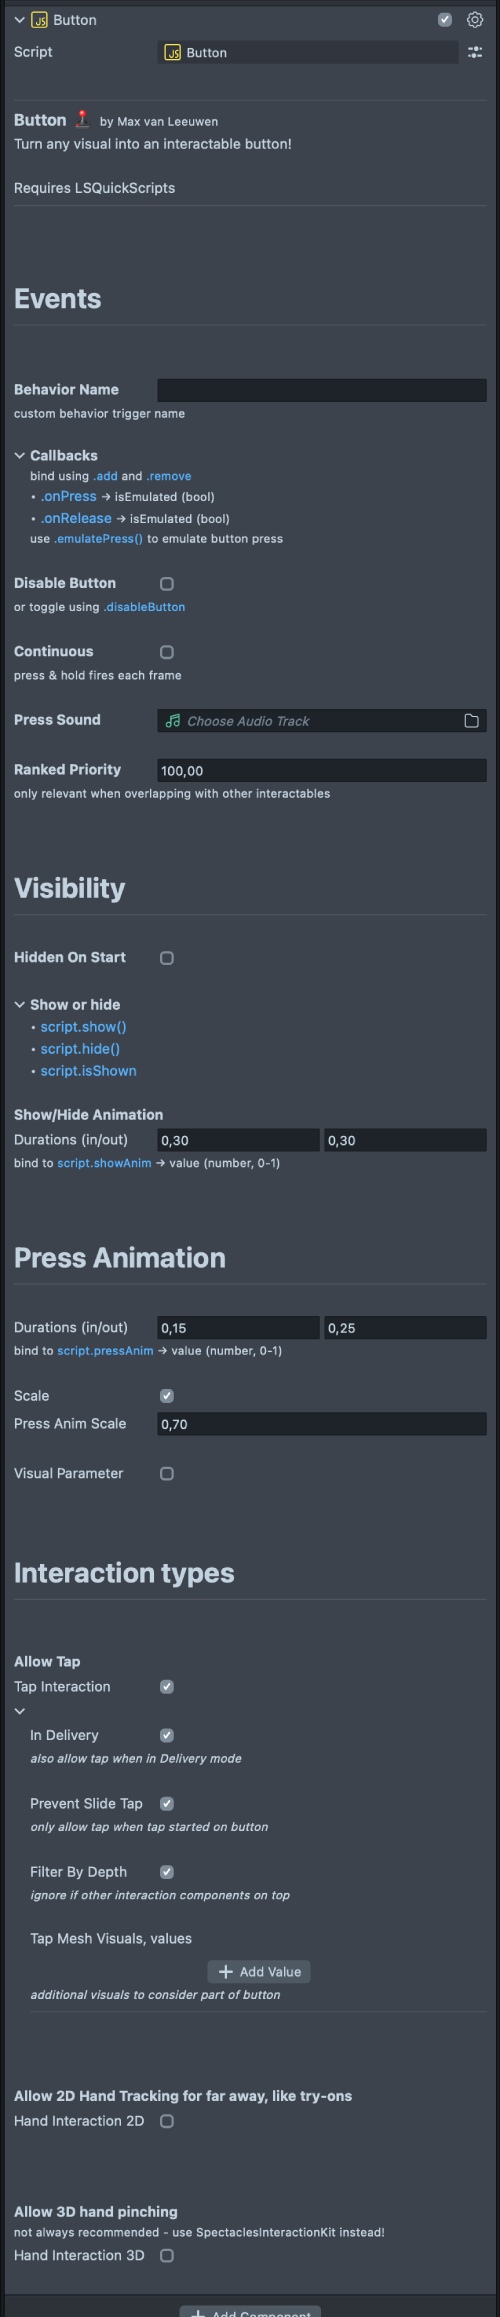 Button
Script
Button
Button by Max van Leeuwen
Turn any visual into an interactable button!
Requires LSQuickScripts
Events
Behavior Name
custom behavior trigger name
Callbacks
bind using .add and .remove
• .onPress → isEmulated (bool)
• .onRelease → isEmulated (bool)
use .emulatePress() to emulate button press
Disable Button
or toggle using .disableButton
Continuous
press & hold fires each frame
Press Sound Choose Audio Track
Ranked Priority 100,00
only relevant when overlapping with other interactables
Visibility
Hidden On Start
Show or hide
• script.show()
• script.hide()
• script.isShown
Show/Hide Animation
Durations (in/out) 0,30 0,30
bind to script.showAnim → value (number, 0-1)
Press Animation
Durations (in/out) 0,15 0,25
bind to script.pressAnim → value (number, 0-1)
Scale
Press Anim Scale 0,70
Visual Parameter
Interaction types
Allow Tap
Tap Interaction
In Delivery
also allow tap when in Delivery mode
Prevent Slide Tap
only allow tap when tap started on button
Filter By Depth
ignore if other interaction components on top
Tap Mesh Visuals, values
+ Add Value
additional visuals to consider part of button
Allow 2D Hand Tracking for far away, like try-ons
Hand Interaction 2D
Allow 3D hand pinching
not always recommended - use SpectaclesInteractionKit instead!
Hand Interaction 3D
+ Add Component